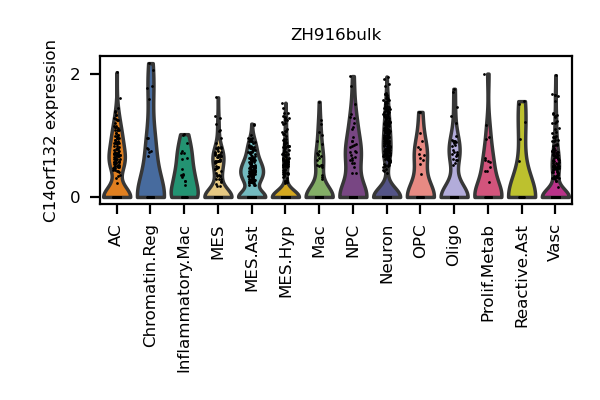 ZH916bulk
C14orf132 expression
2
0
AC
Chromatin.Reg
Inflammatory.Mac
MES
MES.Ast
MES.Hyp
Mac
NPC
Neuron
OPC
Oligo
Prolif.Metab
Reactive.Ast
Vasc